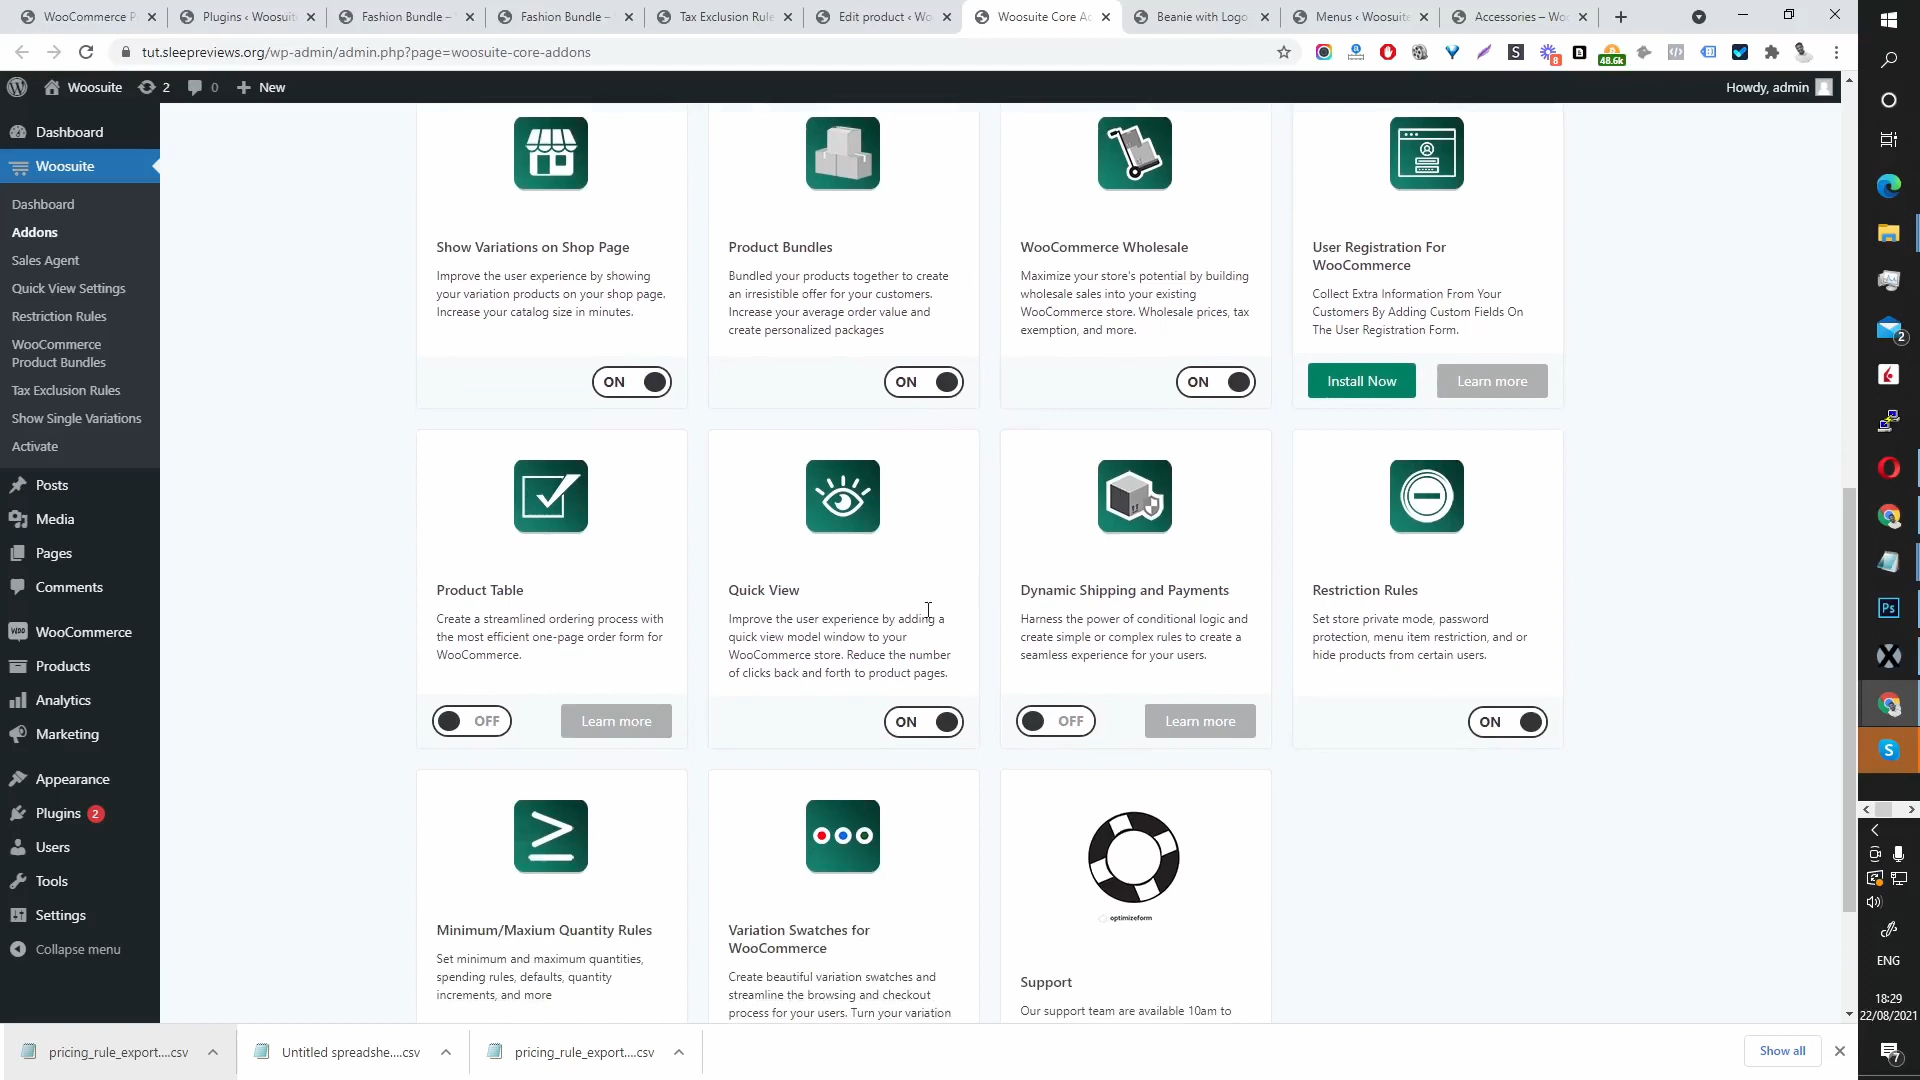 WooCommerce P
Plugins ‹ Woosuite
Fashion Bundle –
Fashion Bundle –
Tax Exclusion Rule
Edit product ‹ Wo
Woosuite Core Ad
Beanie with Logo
Menus ‹ Woosuite
Accessories – Woo
tut.sleepreviews.org/wp-admin/admin.php?page=woosuite-core-addons
8
48.6k
Woosuite
2
0
New
Howdy, admin
Dashboard
Woosuite
Dashboard
Addons
Sales Agent
Quick View Settings
Restriction Rules
WooCommerce
Product Bundles
Tax Exclusion Rules
Show Single Variations
Activate
Posts
Media
Pages
Comments
WooCommerce
Products
Analytics
Marketing
Appearance
Plugins 2
Users
Tools
Settings
Collapse menu
Show Variations on Shop Page
Improve the user experience by showing
your variation products on your shop page.
Increase your catalog size in minutes.
ON
Product Bundles
Bundled your products together to create
an irresistible offer for your customers.
Increase your average order value and
create personalized packages
ON
WooCommerce Wholesale
Maximize your store's potential by building
wholesale sales into your existing
WooCommerce store. Wholesale prices, tax
exemption, and more.
ON
User Registration For
WooCommerce
Collect Extra Information From Your
Customers By Adding Custom Fields On
The User Registration Form.
Install Now
Learn more
Product Table
Create a streamlined ordering process with
the most efficient one-page order form for
WooCommerce.
OFF
Learn more
Quick View
Improve the user experience by adding a
quick view model window to your
WooCommerce store. Reduce the number
of clicks back and forth to product pages.
ON
Dynamic Shipping and Payments
Harness the power of conditional logic and
create simple or complex rules to create a
seamless experience for your users.
OFF
Learn more
Restriction Rules
Set store private mode, password
protection, menu item restriction, and or
hide products from certain users.
ON
Minimum/Maxium Quantity Rules
Set minimum and maximum quantities,
spending rules, defaults, quantity
increments, and more
Variation Swatches for
WooCommerce
Create beautiful variation swatches and
streamline the browsing and checkout
process for your users. Turn your variation
optimizeform
Support
Our support team are available 10am to
pricing_rule_export....csv
Untitled spreadshe....csv
pricing_rule_export....csv
Show all
2
Ps
S
ENG
18:29
22/08/2021
7